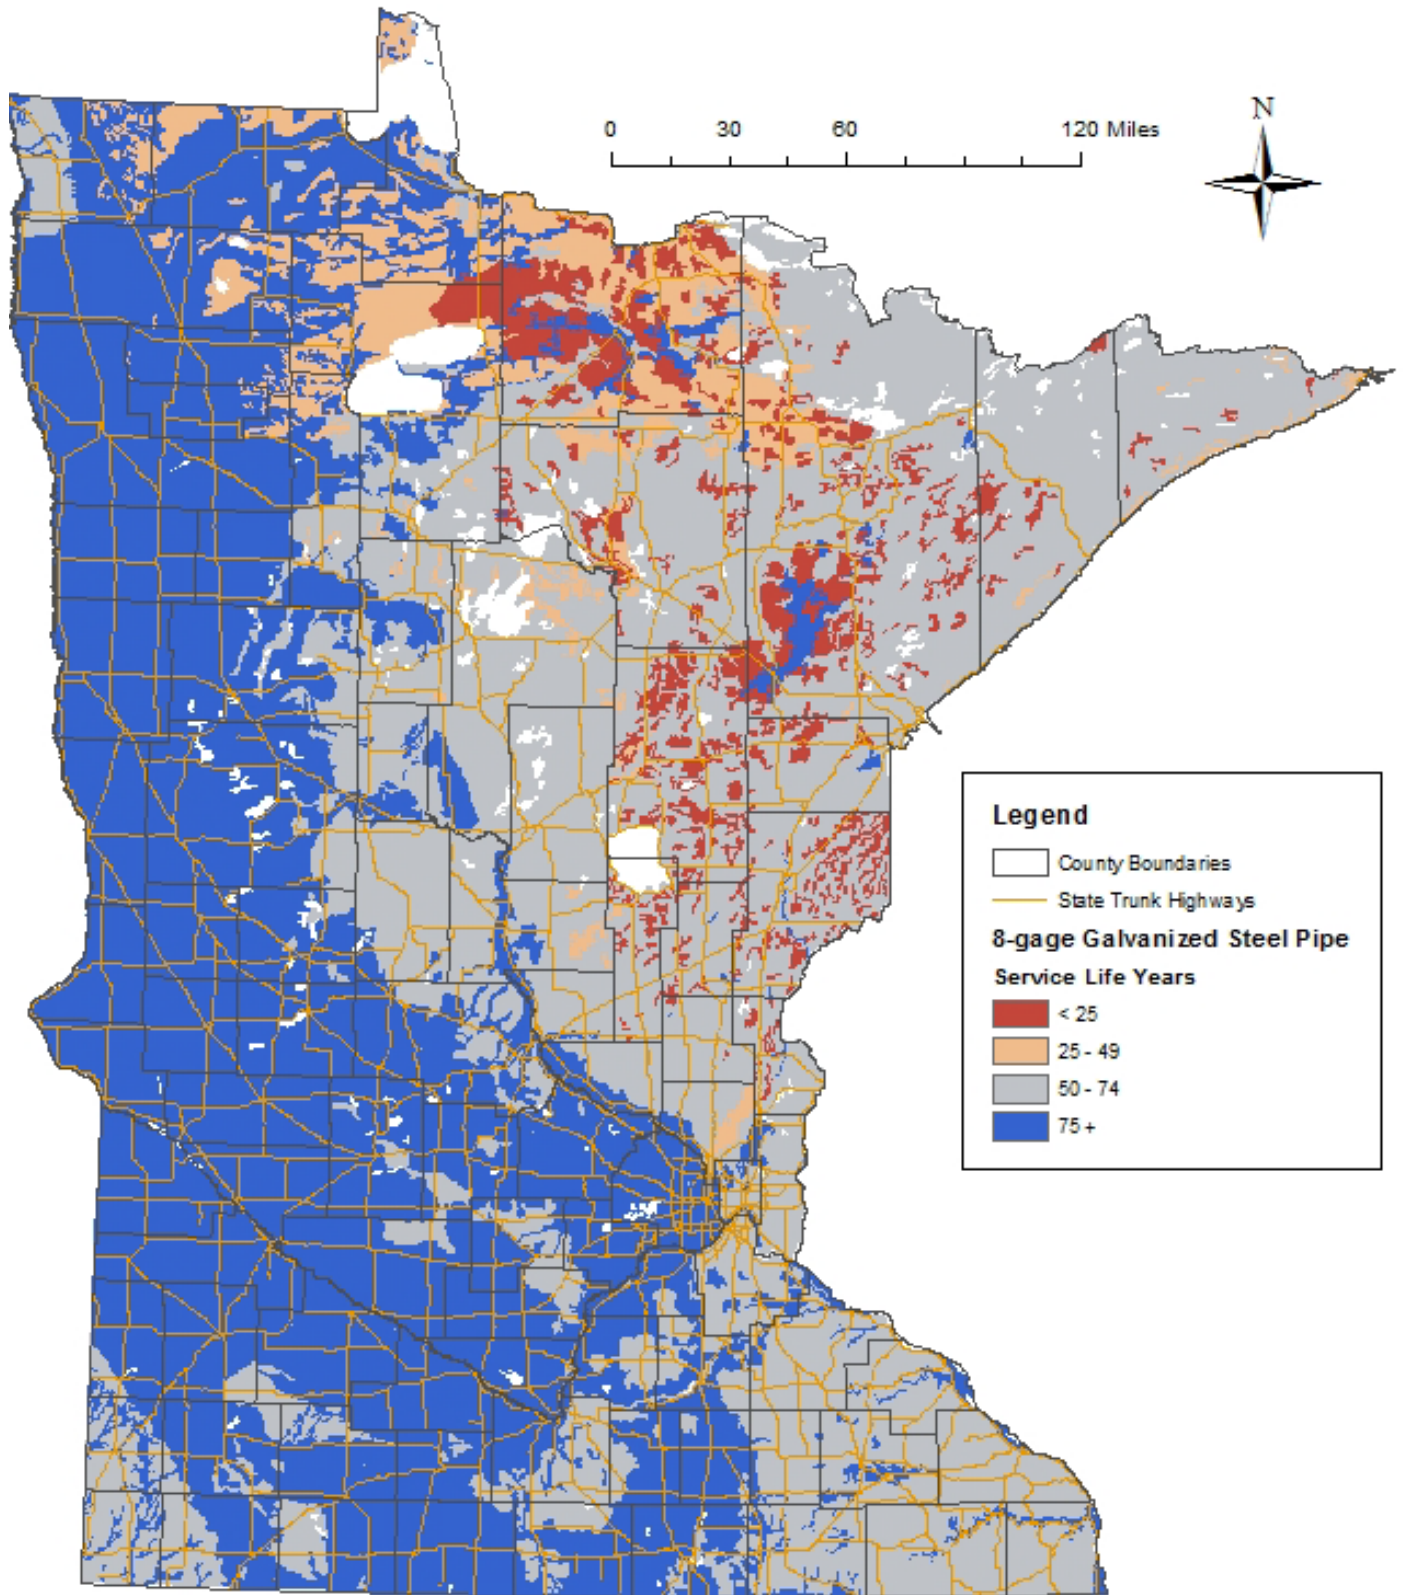 N
0 30 60 120 Miles
Legend
County Boundaries
State Trunk Highways
8-gage Galvanized Steel Pipe
Service Life Years
< 25
25 - 49
50 - 74
75 +